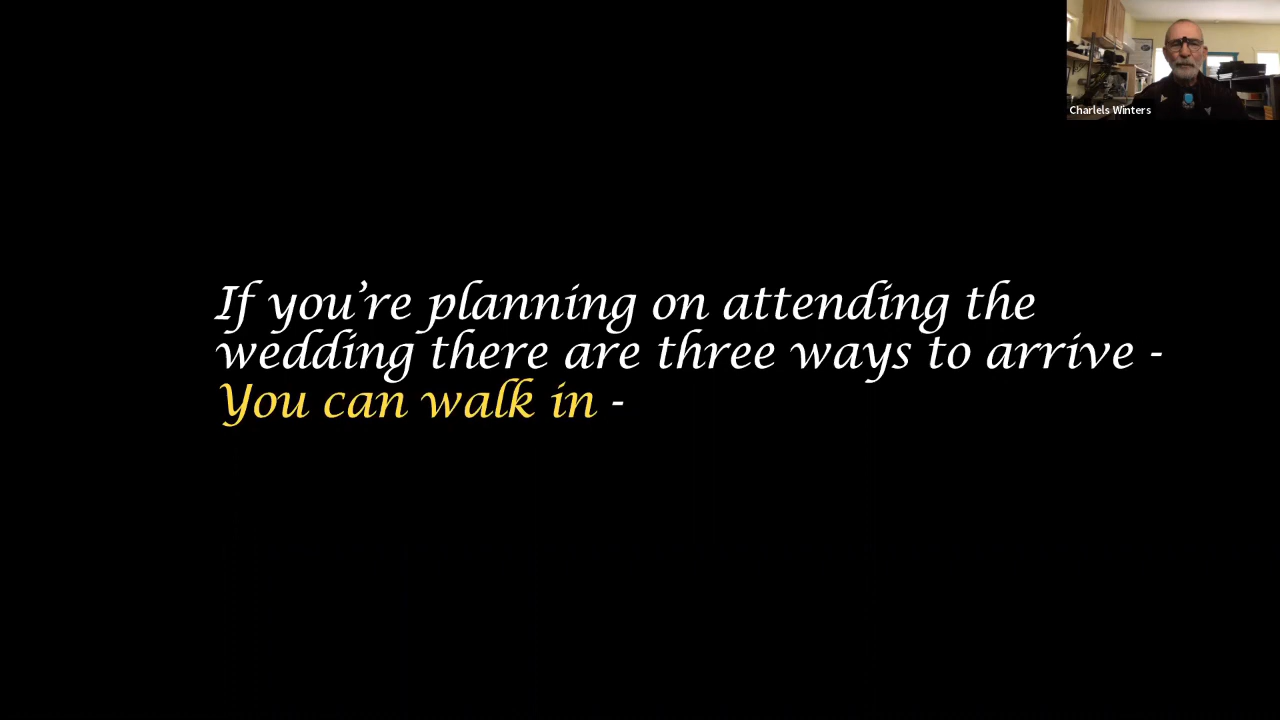 Charlels Winters
If you're planning on attending the
wedding there are three ways to arrive -
You can walk in -